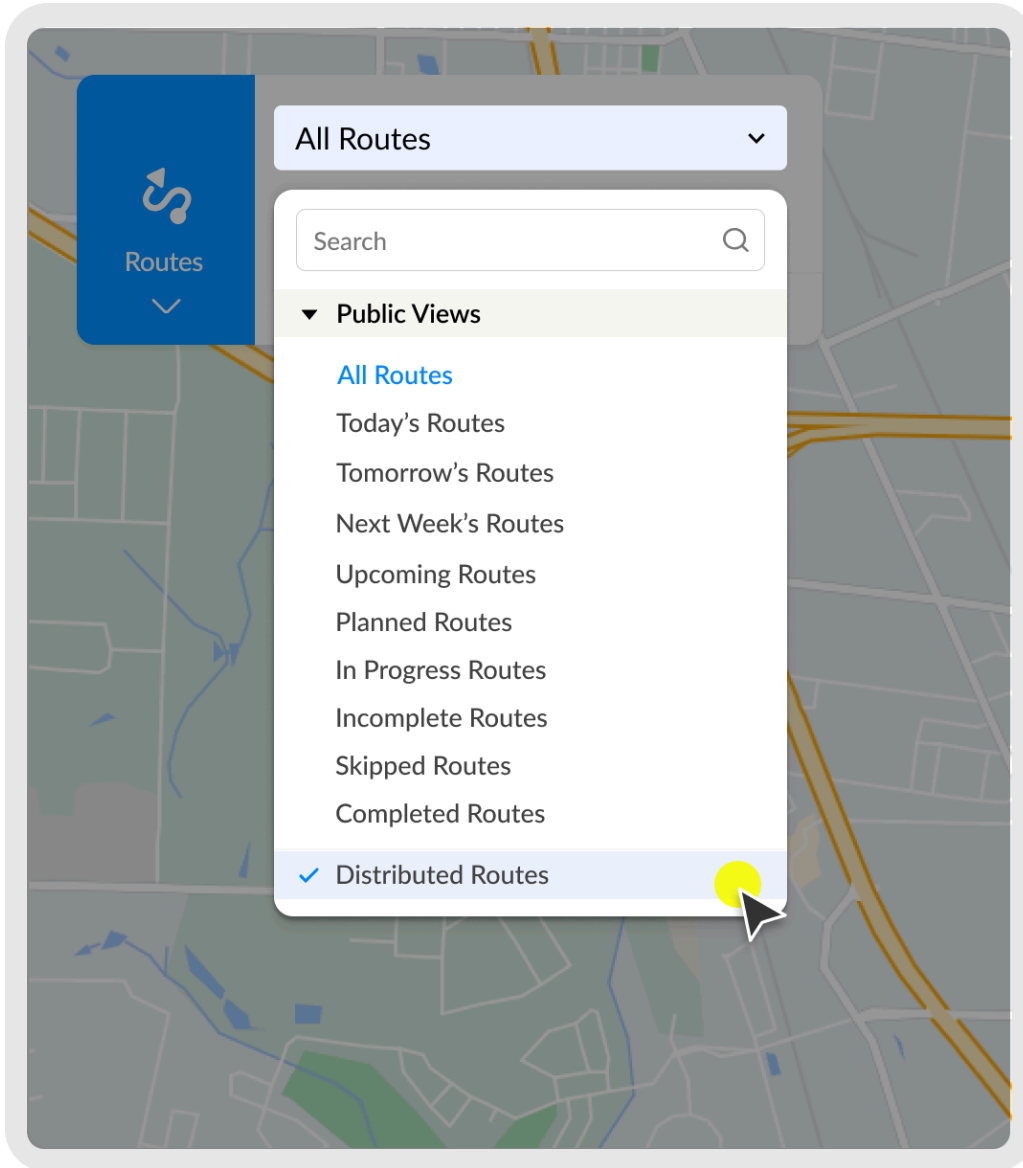 All Routes
Routes
Search
Public Views
All Routes
Today’s Routes
Tomorrow’s Routes
Next Week’s Routes
Upcoming Routes
Planned Routes
In Progress Routes
Incomplete Routes
Skipped Routes
Completed Routes
Distributed Routes